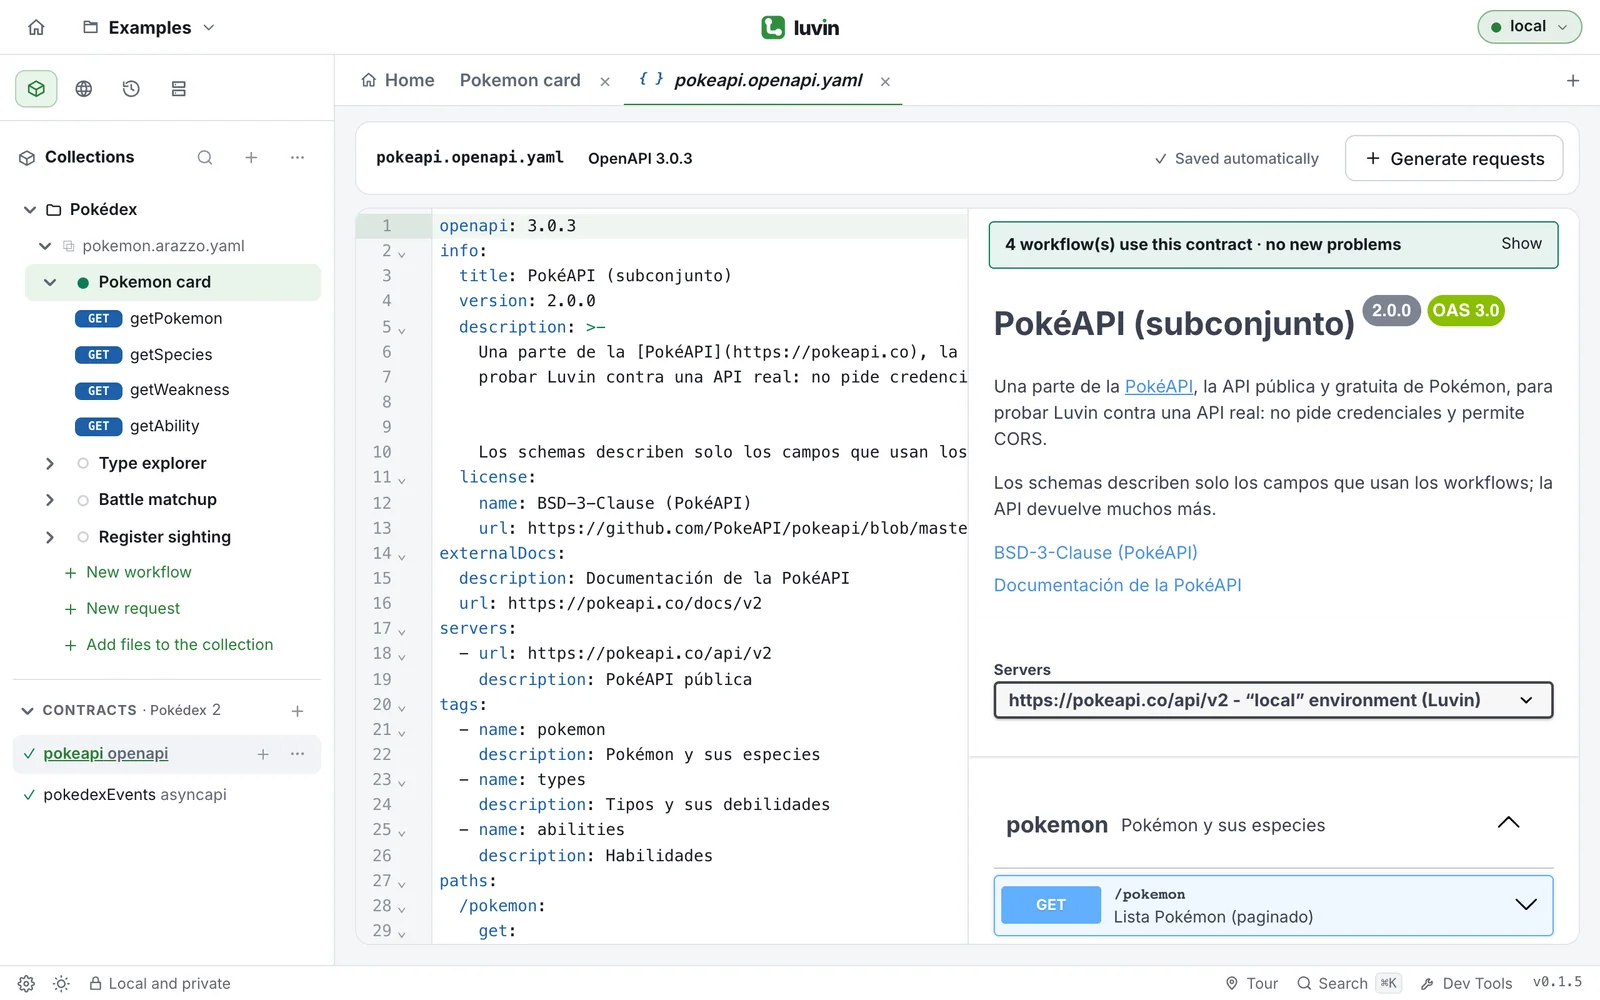 Examples
luvin
local
Home
Pokemon card
{ } pokeapi.openapi.yaml
Collections
Pokédex
pokemon.arazzo.yaml
Pokemon card
GET getPokemon
GET getSpecies
GET getWeakness
GET getAbility
Type explorer
Battle matchup
Register sighting
+ New workflow
+ New request
+ Add files to the collection
CONTRACTS · Pokédex 2
pokeapi openapi
pokedexEvents asyncapi
pokeapi.openapi.yaml OpenAPI 3.0.3
Saved automatically
+ Generate requests
1 openapi: 3.0.3
2 info:
3 title: PokéAPI (subconjunto)
4 version: 2.0.0
5 description: >-
6 Una parte de la [PokéAPI](https://pokeapi.co), la
7 probar Luvin contra una API real: no pide credenci
8
9
10 Los schemas describen solo los campos que usan los
11 license:
12 name: BSD-3-Clause (PokéAPI)
13 url: https://github.com/PokeAPI/pokeapi/blob/maste
14 externalDocs:
15 description: Documentación de la PokéAPI
16 url: https://pokeapi.co/docs/v2
17 servers:
18 - url: https://pokeapi.co/api/v2
19 description: PokéAPI pública
20 tags:
21 - name: pokemon
22 description: Pokémon y sus especies
23 - name: types
24 description: Tipos y sus debilidades
25 - name: abilities
26 description: Habilidades
27 paths:
28 /pokemon:
29 get:
4 workflow(s) use this contract · no new problems
Show
PokéAPI (subconjunto) 2.0.0 OAS 3.0
Una parte de la PokéAPI, la API pública y gratuita de Pokémon, para
probar Luvin contra una API real: no pide credenciales y permite
CORS.
Los schemas describen solo los campos que usan los workflows; la
API devuelve muchos más.
BSD-3-Clause (PokéAPI)
Documentación de la PokéAPI
Servers
https://pokeapi.co/api/v2 - “local” environment (Luvin)
pokemon Pokémon y sus especies
GET
/pokemon
Lista Pokémon (paginado)
Local and private
Tour
Search ⌘K
Dev Tools
v0.1.5